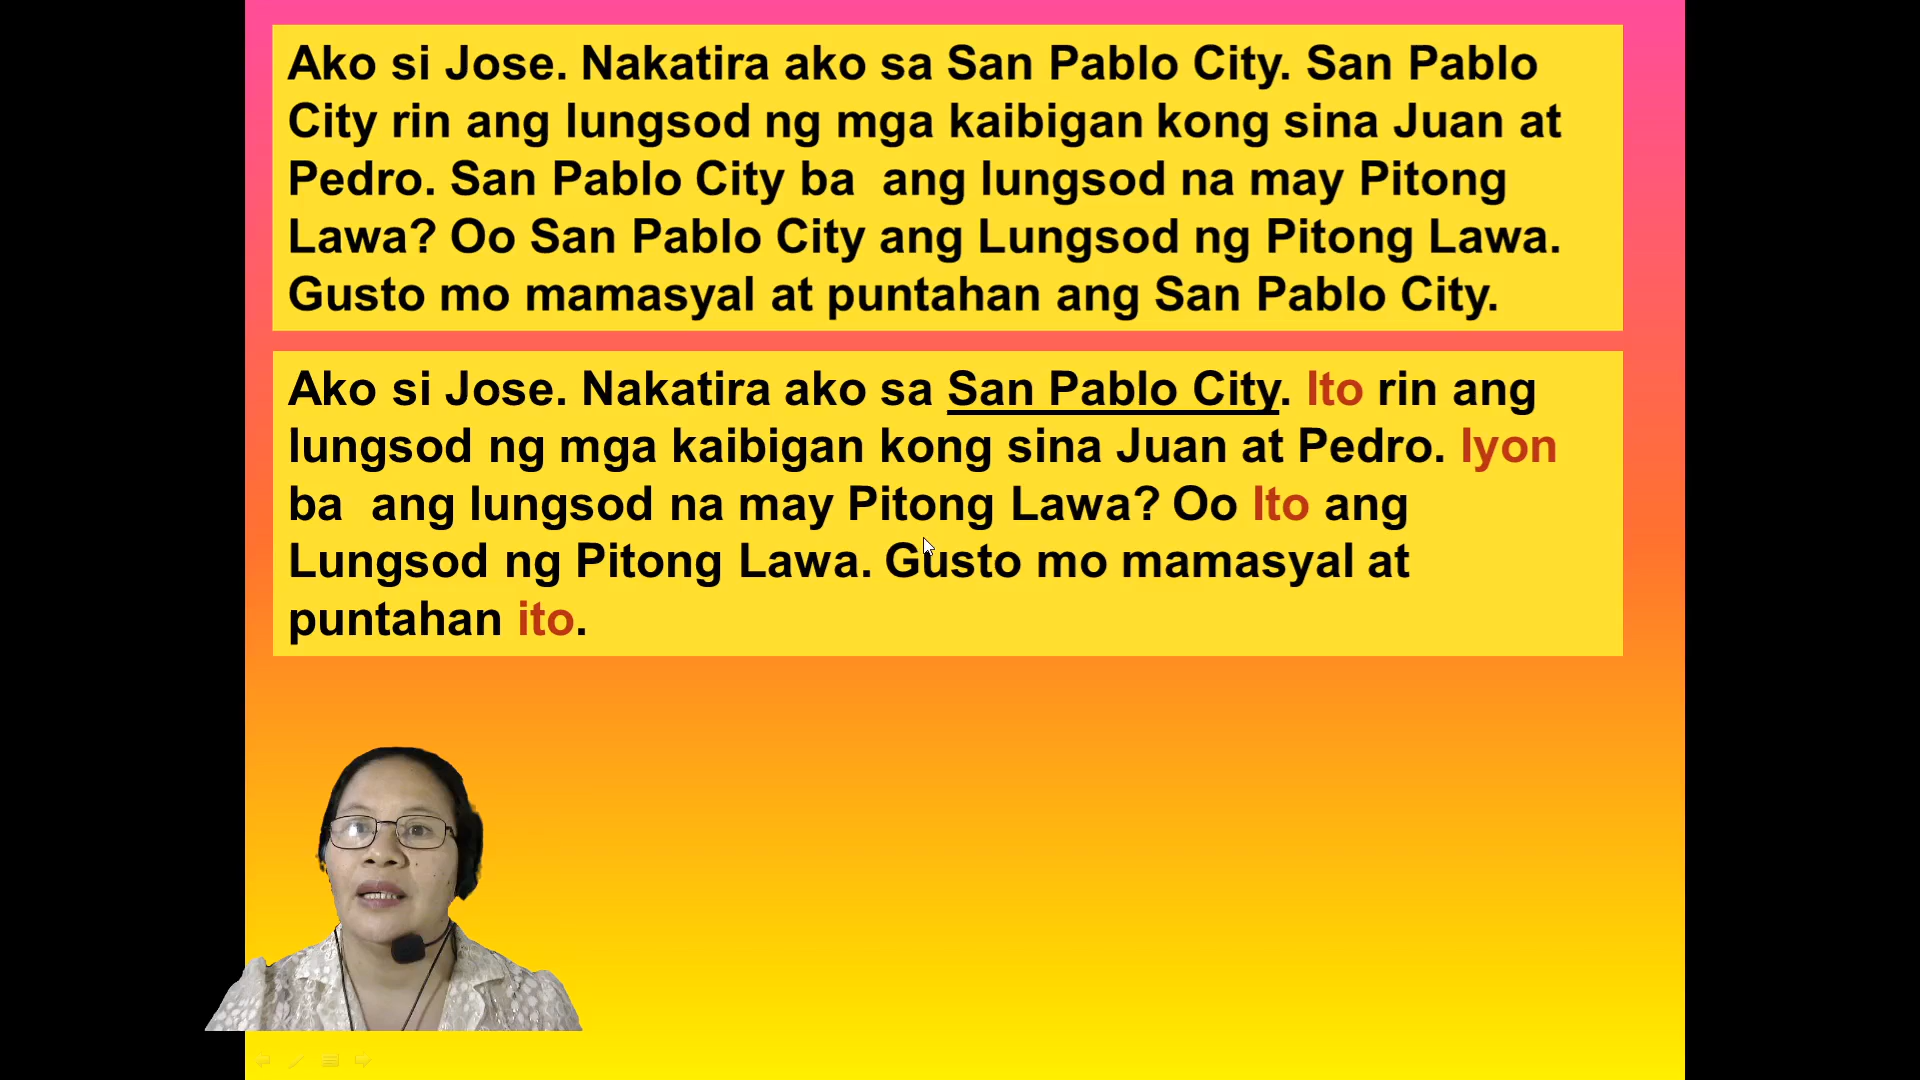 Ako si Jose. Nakatira ako sa San Pablo City. San Pablo
City rin ang lungsod ng mga kaibigan kong sina Juan at
Pedro. San Pablo City ba  ang lungsod na may Pitong
Lawa? Oo San Pablo City ang Lungsod ng Pitong Lawa.
Gusto mo mamasyal at puntahan ang San Pablo City.
Ako si Jose. Nakatira ako sa San Pablo City. Ito rin ang
lungsod ng mga kaibigan kong sina Juan at Pedro. Iyon
ba  ang lungsod na may Pitong Lawa? Oo Ito ang
Lungsod ng Pitong Lawa. Gusto mo mamasyal at
puntahan ito.